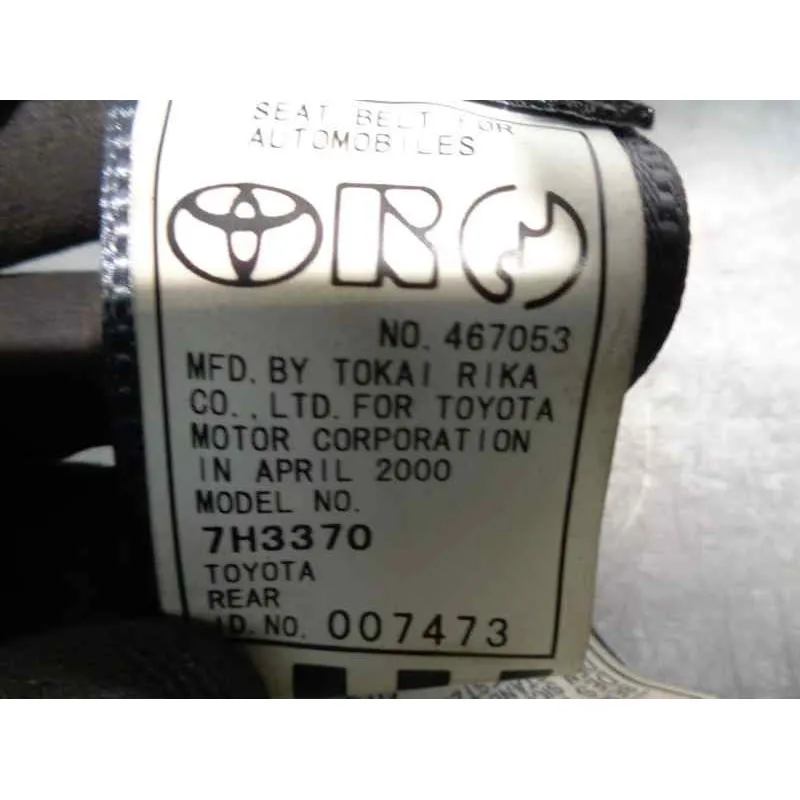 SEAT BELT FOR
AUTOMOBILES
R
NO. 467053
MFD. BY TOKAI RIKA
CO., LTD. FOR TOYOTA
MOTOR CORPORATION
IN APRIL 2000
MODEL NO.
7H3370
TOYOTA
REAR
I.D. NO. 007473